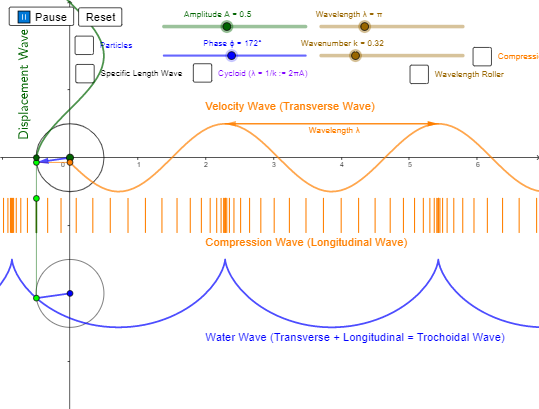 Pause
Reset
Amplitude A = 0.5
Wavelength λ = π
Displacement Wave
Particles
Phase ϕ = 172°
Wavenumber k = 0.32
Compressi
Specific Length Wave
Cycloid (λ = 1/k := 2πA)
Wavelength Roller
Velocity Wave (Transverse Wave)
Wavelength λ
0 1 2 3 4 5 6
Compression Wave (Longitudinal Wave)
Water Wave (Transverse + Longitudinal = Trochoidal Wave)